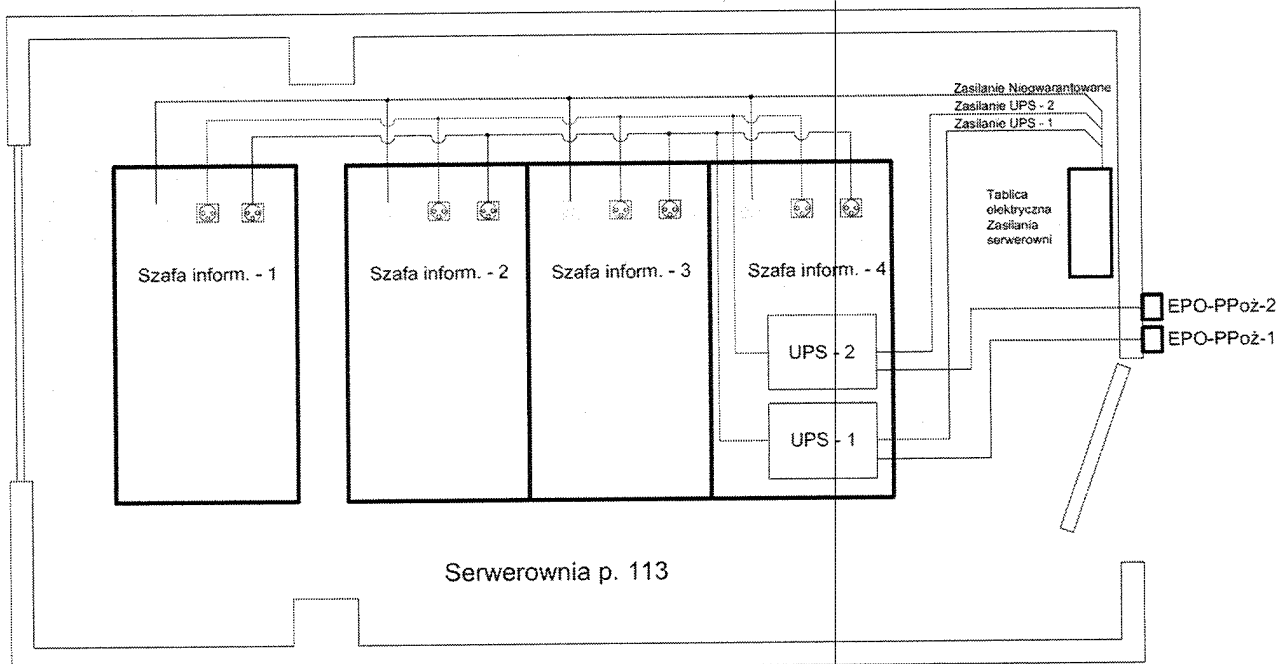 Zasilanie Niegwarantowane
Zasilanie UPS - 2
Zasilanie UPS - 1
Tablica
elektryczna
Zasilania
serwerowni
Szafa inform. - 1
Szafa inform. - 2
Szafa inform. - 3
Szafa inform. - 4
EPO-PPoż-2
EPO-PPoż-1
UPS - 2
UPS - 1
Serwerownia p. 113